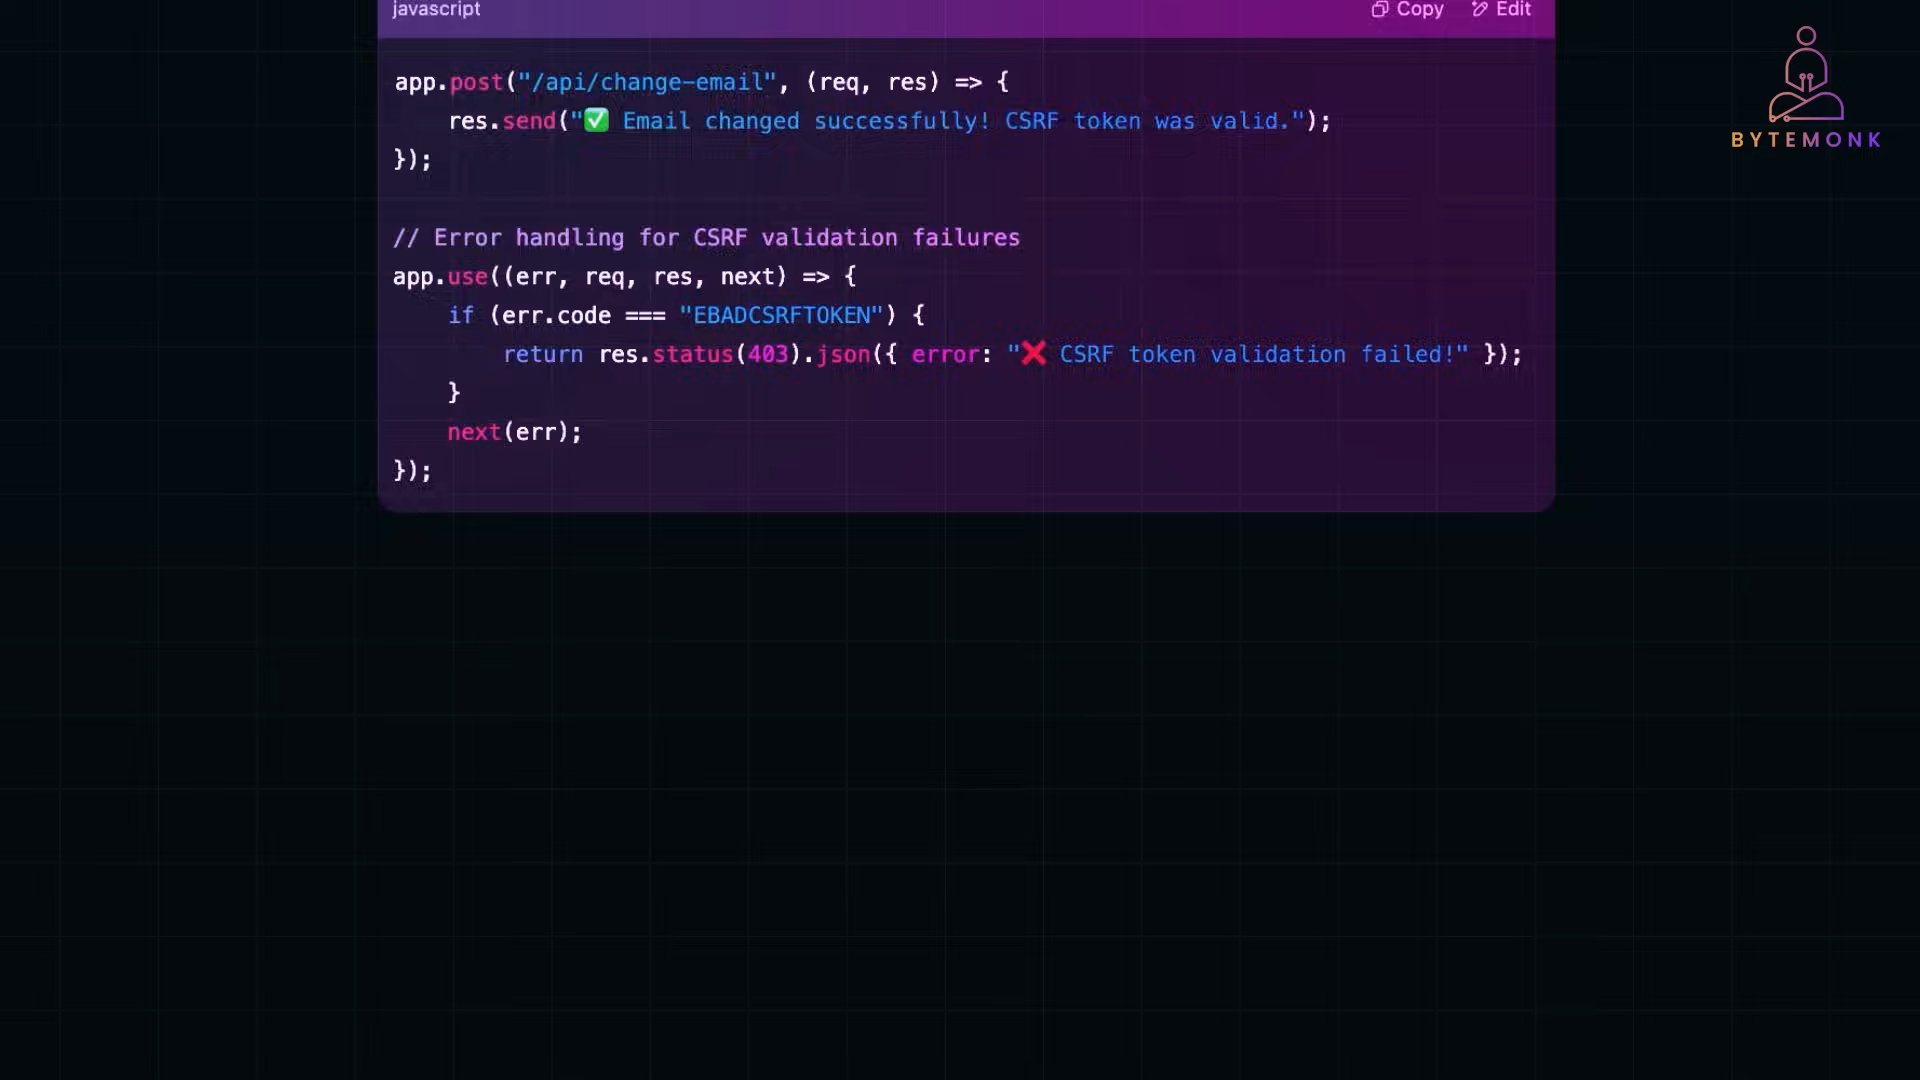 javascript
Copy Edit
app.post("/api/change-email", (req, res) => {
    res.send("✅ Email changed successfully! CSRF token was valid.");
});
// Error handling for CSRF validation failures
app.use((err, req, res, next) => {
    if (err.code === "EBADCSRFTOKEN") {
        return res.status(403).json({ error: "❌ CSRF token validation failed!" });
    }
    next(err);
});
BYTEMONK